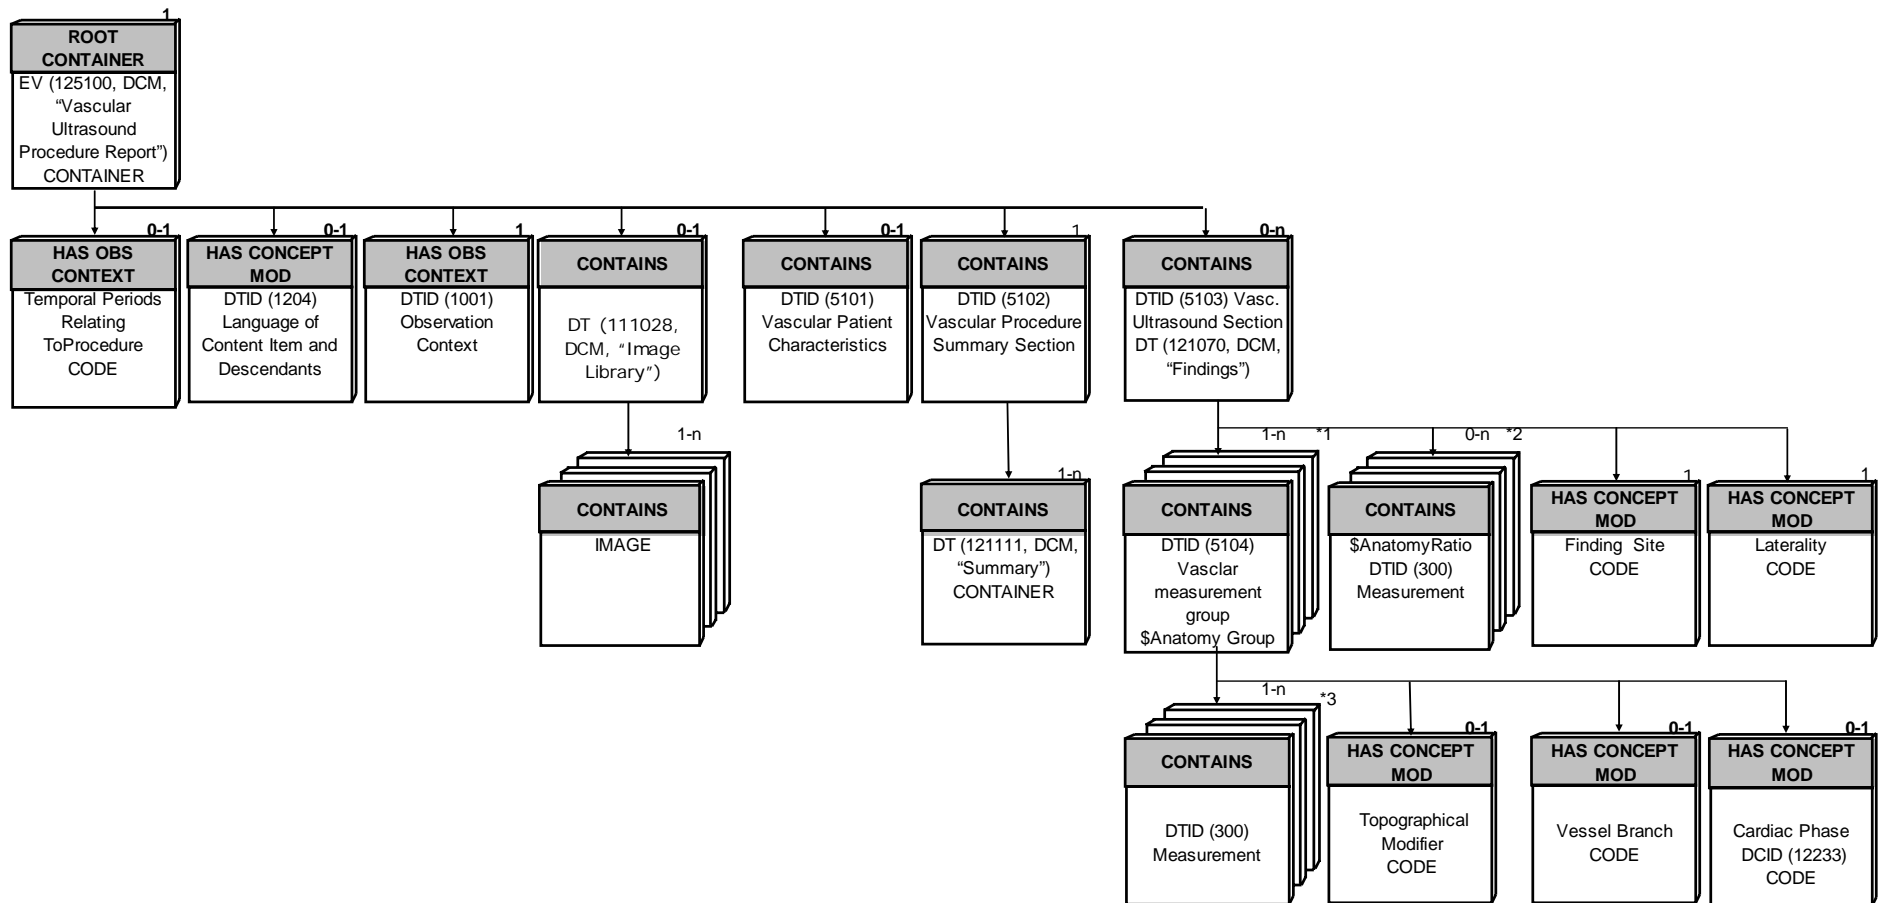 1
ROOT
CONTAINER
EV (125100, DCM,
“Vascular
Ultrasound
Procedure Report”)
CONTAINER
0-1
HAS OBS
CONTEXT
Temporal Periods
Relating
ToProcedure
CODE
0-1
HAS CONCEPT
MOD
DTID (1204)
Language of
Content Item and
Descendants
1
HAS OBS
CONTEXT
DTID (1001)
Observation
Context
0-1
CONTAINS
DT (111028,
DCM, “Image
Library”)
0-1
CONTAINS
DTID (5101)
Vascular Patient
Characteristics
1
CONTAINS
DTID (5102)
Vascular Procedure
Summary Section
0-n
CONTAINS
DTID (5103) Vasc.
Ultrasound Section
DT (121070, DCM,
“Findings”)
1-n
CONTAINS
IMAGE
1-n
CONTAINS
DT (121111, DCM,
“Summary”)
CONTAINER
1-n *1
CONTAINS
DTID (5104)
Vasclar
measurement
group
$Anatomy Group
0-n *2
CONTAINS
$AnatomyRatio
DTID (300)
Measurement
1
HAS CONCEPT
MOD
Finding Site
CODE
1
HAS CONCEPT
MOD
Laterality
CODE
1-n *3
CONTAINS
DTID (300)
Measurement
0-1
HAS CONCEPT
MOD
Topographical
Modifier
CODE
0-1
HAS CONCEPT
MOD
Vessel Branch
CODE
0-1
HAS CONCEPT
MOD
Cardiac Phase
DCID (12233)
CODE